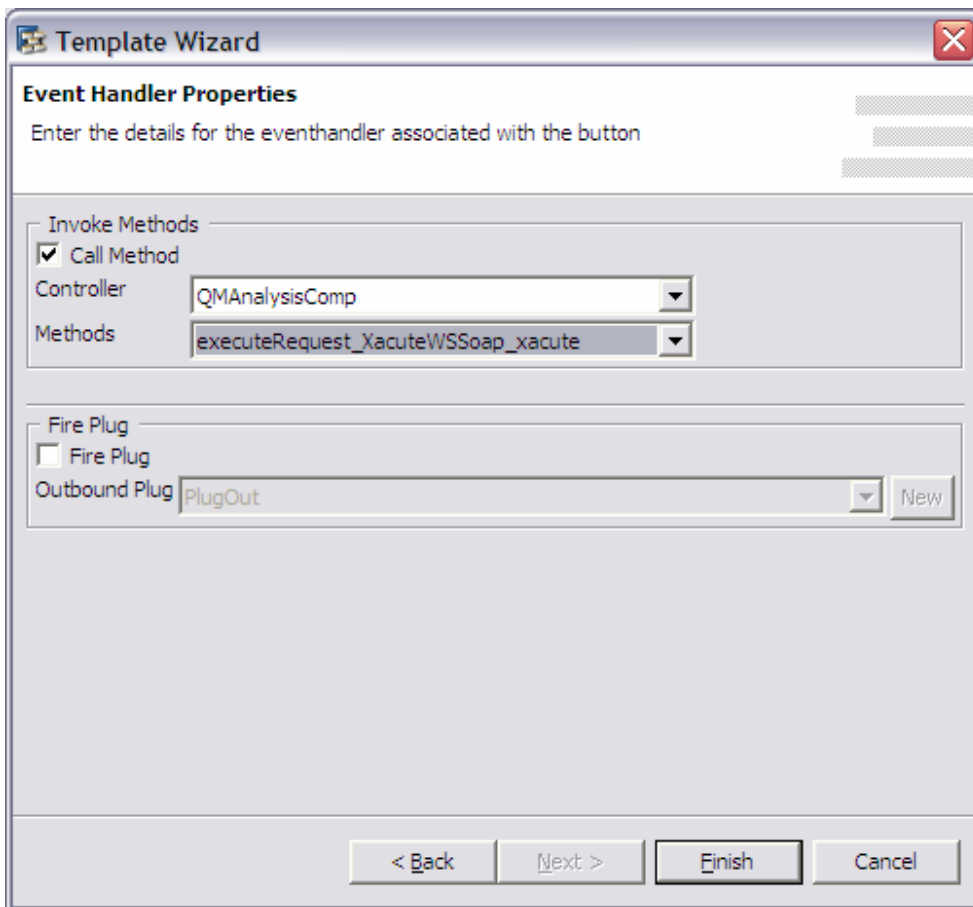 Template Wizard
Event Handler Properties
Enter the details for the eventhandler associated with the button
Invoke Methods
Call Method
Controller QMAnalysisComp
Methods executeRequest_XacuteWSSoap_xacute
Fire Plug
Fire Plug
Outbound Plug PlugOut New
< Back Next > Finish Cancel